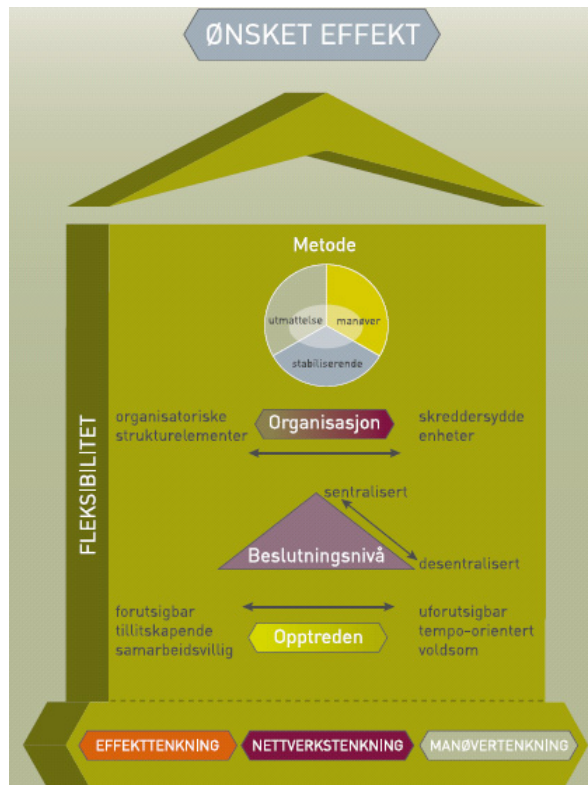 ØNSKET EFFEKT
FLEKSIBILITET
Metode
utmattelse
manøver
stabiliserende
organisatoriske
strukturelementer
Organisasjon
skreddersydde
enheter
sentralisert
Beslutningsnivå
desentralisert
forutsigbar
tillitskapende
samarbeidsvillig
Opptreden
uforutsigbar
tempo-orientert
voldsom
EFFEKTTENKNING
NETTVERKSTENKNING
MANØVERTENKNING